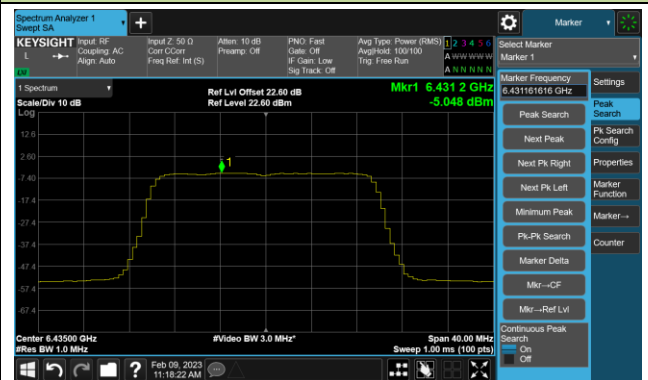 Spectrum Analyzer 1
Swept SA
Marker
KEYSIGHT
L
Input: RF
Coupling: AC
Align: Auto
Input Z: 50 Ω
Corr CCorr
Freq Ref: Int (S)
Atten: 10 dB
Preamp: Off
PNO: Fast
Gate: Off
IF Gain: Low
Sig Track: Off
Avg Type: Power (RMS)
Avg|Hold: 100/100
Trig: Free Run
1 2 3 4 5 6
A W W W W W
A N N N N N
Select Marker
Marker 1
1 Spectrum
Scale/Div 10 dB
Log
Ref Lvl Offset 22.60 dB
Ref Level 22.60 dBm
Mkr1 6.431 2 GHz
-5.048 dBm
12.6
2.60
-7.40
-17.4
-27.4
-37.4
-47.4
-57.4
-67.4
1
Center 6.43500 GHz
#Res BW 1.0 MHz
#Video BW 3.0 MHz*
Span 40.00 MHz
Sweep 1.00 ms (100 pts)
Marker Frequency
6.431161616 GHz
Peak Search
Next Peak
Next Pk Right
Next Pk Left
Minimum Peak
Pk-Pk Search
Marker Delta
Mkr→CF
Mkr→Ref Lvl
Continuous Peak
Search
On
Off
Settings
Peak
Search
Pk Search
Config
Properties
Marker
Function
Marker→
Counter
Feb 09, 2023
11:18:22 AM